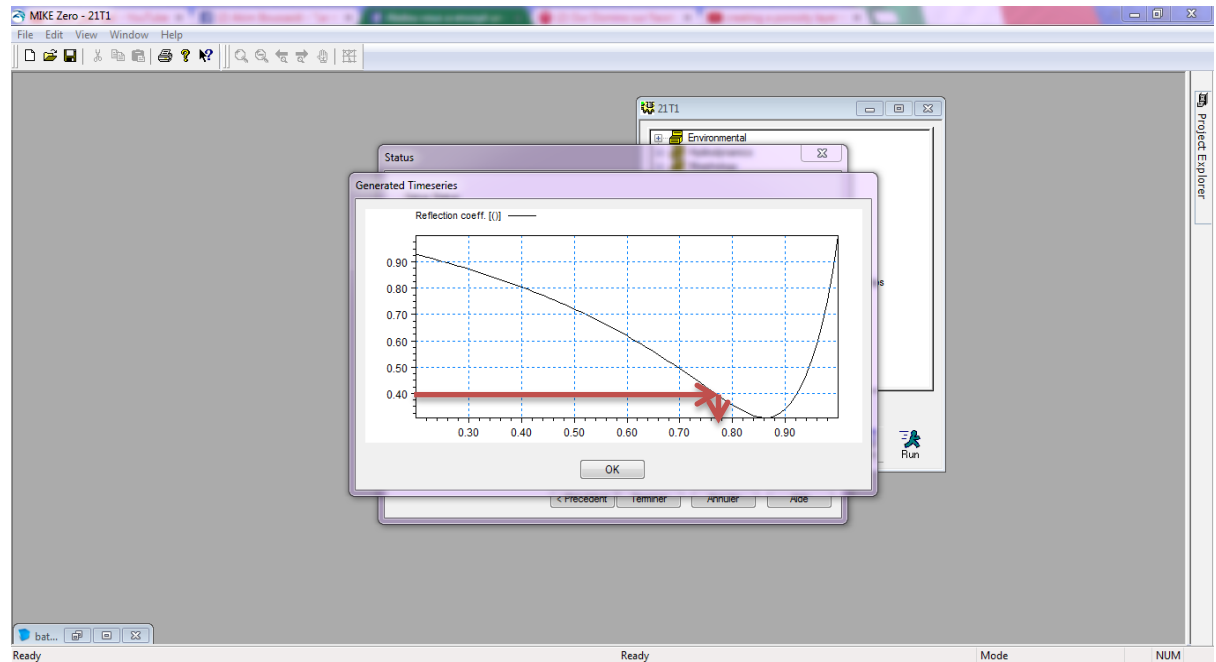 MIKE Zero - 21T1
File Edit View Window Help
21T1
Environmental
Status
Generated Timeseries
Reflection coeff. [()]
0.90
0.80
0.70
0.60
0.50
0.40
0.30 0.40 0.50 0.60 0.70 0.80 0.90
OK
Run
< Précédent Terminer Annuler Aide
Project Explorer
bat...
Ready Ready Mode NUM